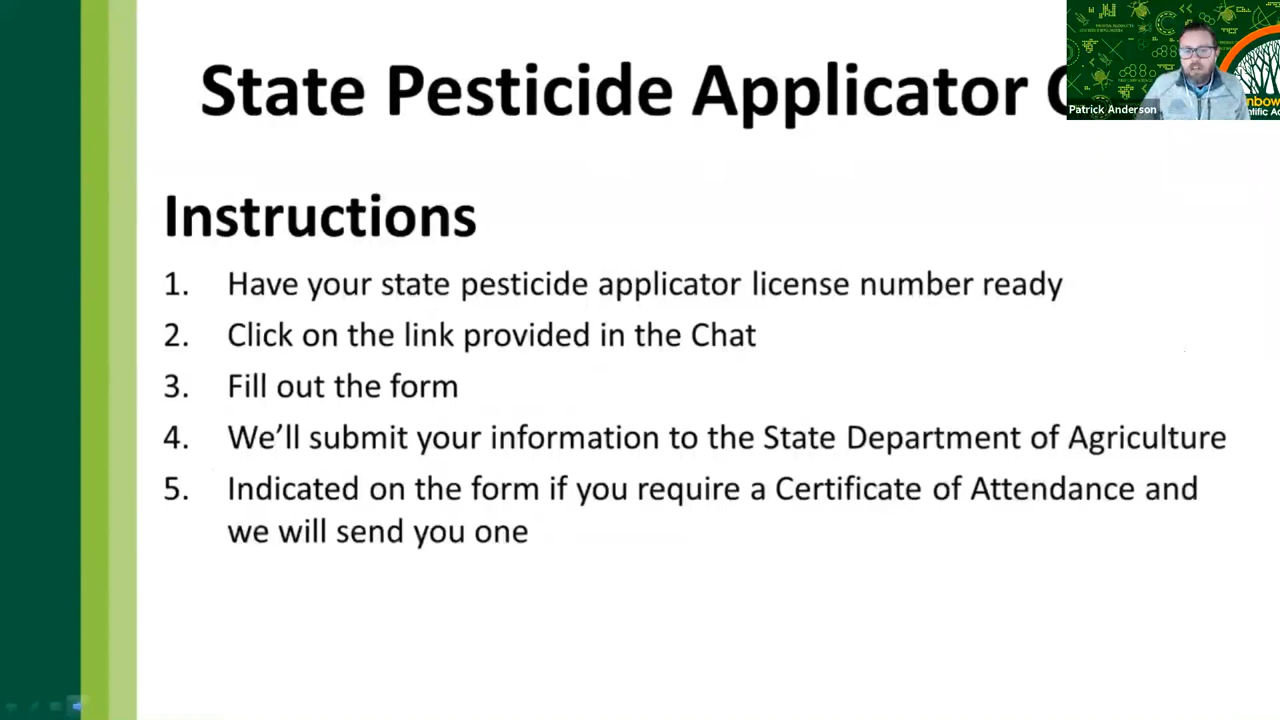 State Pesticide Applicator
Patrick Anderson
Instructions
1. Have your state pesticide applicator license number ready
2. Click on the link provided in the Chat
3. Fill out the form
4. We’ll submit your information to the State Department of Agriculture
5. Indicated on the form if you require a Certificate of Attendance and
we will send you one